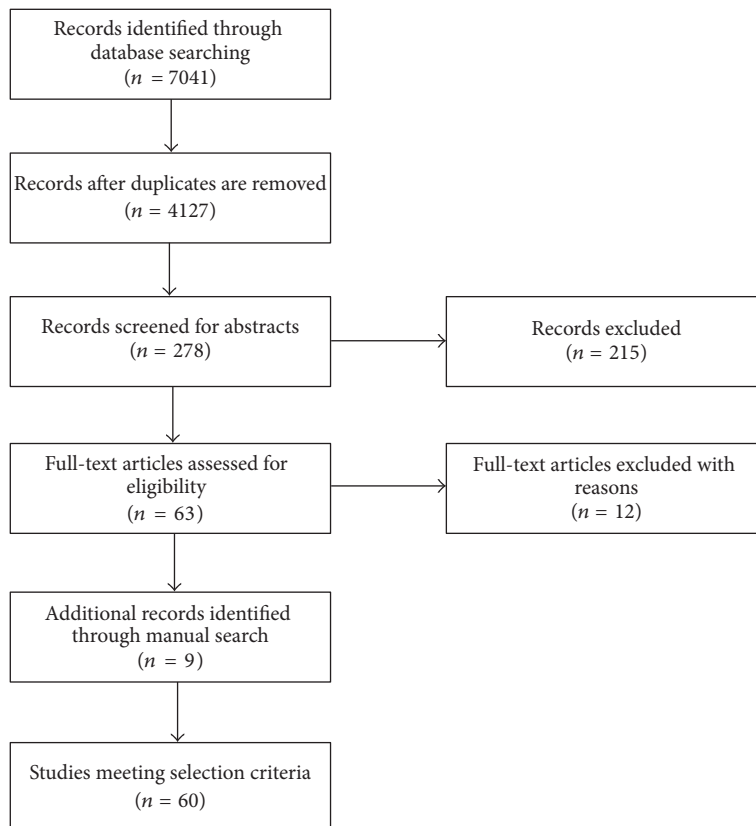 Records identified through
database searching
(n = 7041)
Records after duplicates are removed
(n = 4127)
Records screened for abstracts
(n = 278)
Records excluded
(n = 215)
Full-text articles assessed for
eligibility
(n = 63)
Full-text articles excluded with
reasons
(n = 12)
Additional records identified
through manual search
(n = 9)
Studies meeting selection criteria
(n = 60)